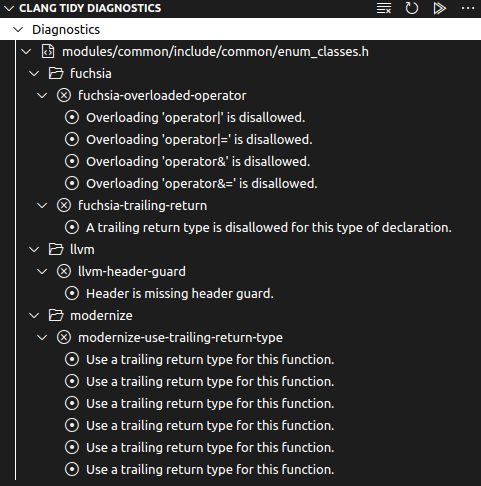 CLANG TIDY DIAGNOSTICS
Diagnostics
modules/common/include/common/enum_classes.h
fuchsia
fuchsia-overloaded-operator
Overloading 'operator|' is disallowed.
Overloading 'operator|=' is disallowed.
Overloading 'operator&' is disallowed.
Overloading 'operator&=' is disallowed.
fuchsia-trailing-return
A trailing return type is disallowed for this type of declaration.
llvm
llvm-header-guard
Header is missing header guard.
modernize
modernize-use-trailing-return-type
Use a trailing return type for this function.
Use a trailing return type for this function.
Use a trailing return type for this function.
Use a trailing return type for this function.
Use a trailing return type for this function.
Use a trailing return type for this function.